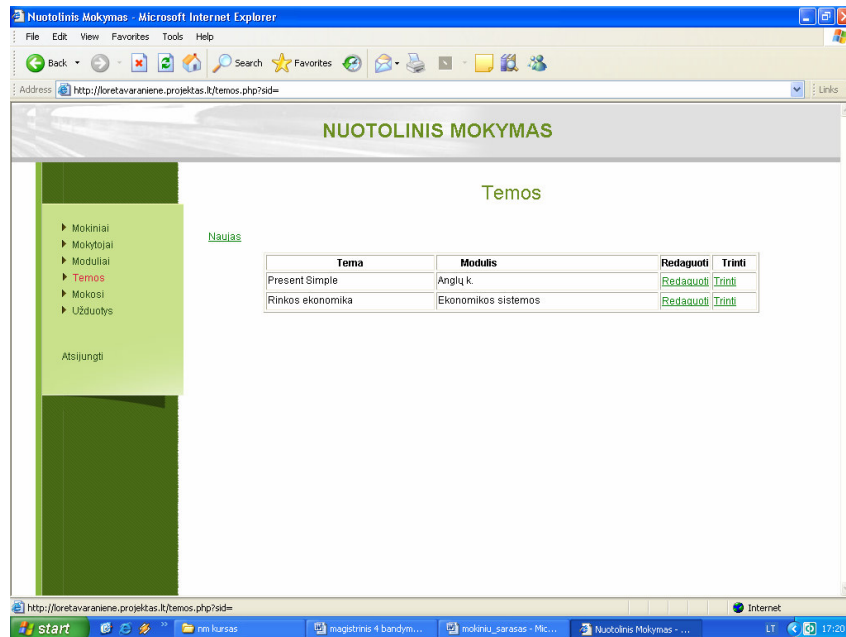 Nuotolinis Mokymas - Microsoft Internet Explorer
File Edit View Favorites Tools Help
Back Search Favorites
Address http://loretavaraniene.projektas.lt/temos.php?sid= Links
NUOTOLINIS MOKYMAS
Temos
Mokiniai
Mokytojai
Moduliai
Temos
Mokosi
Užduotys
Atsijungti
Naujas
Tema Modulis Redaguoti Trinti
Present Simple Anglų k. Redaguoti Trinti
Rinkos ekonomika Ekonomikos sistemos Redaguoti Trinti
http://loretavaraniene.projektas.lt/temos.php?sid= Internet
start nm kursas magistrinis 4 bandym... mokiniu_sarasas - Mic... Nuotolinis Mokymas - ... LT 17:20